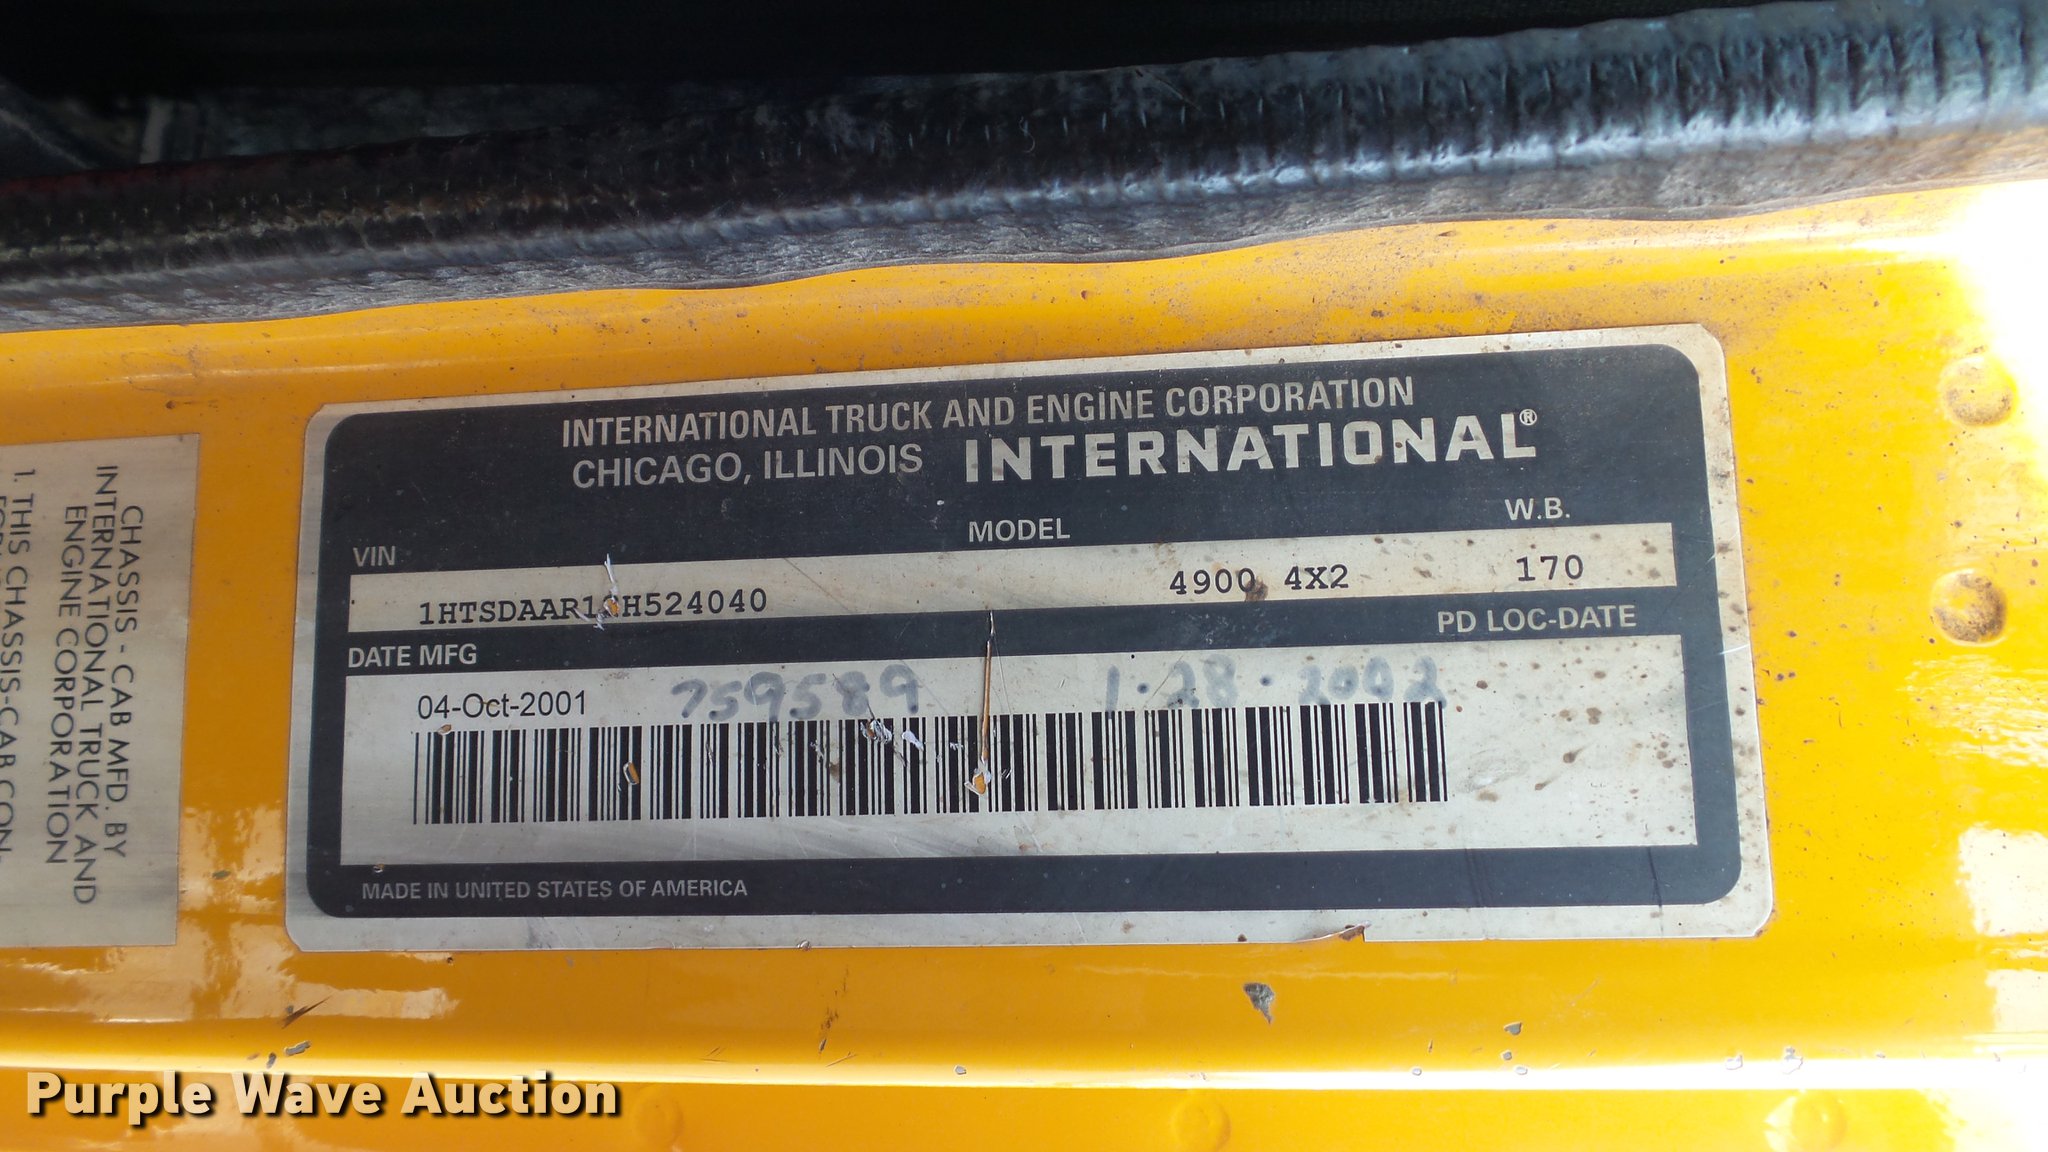 INTERNATIONAL TRUCK AND ENGINE CORPORATION
CHICAGO, ILLINOIS INTERNATIONAL®
VIN MODEL W.B.
1HTSDAAR12H524040 4900 4X2 170
DATE MFG PD LOC-DATE
04-Oct-2001 759589 1·28·2002
MADE IN UNITED STATES OF AMERICA
CHASSIS - CAB MFD. BY
INTERNATIONAL TRUCK AND
ENGINE CORPORATION
1. THIS CHASSIS-CAB CON-
Purple Wave Auction